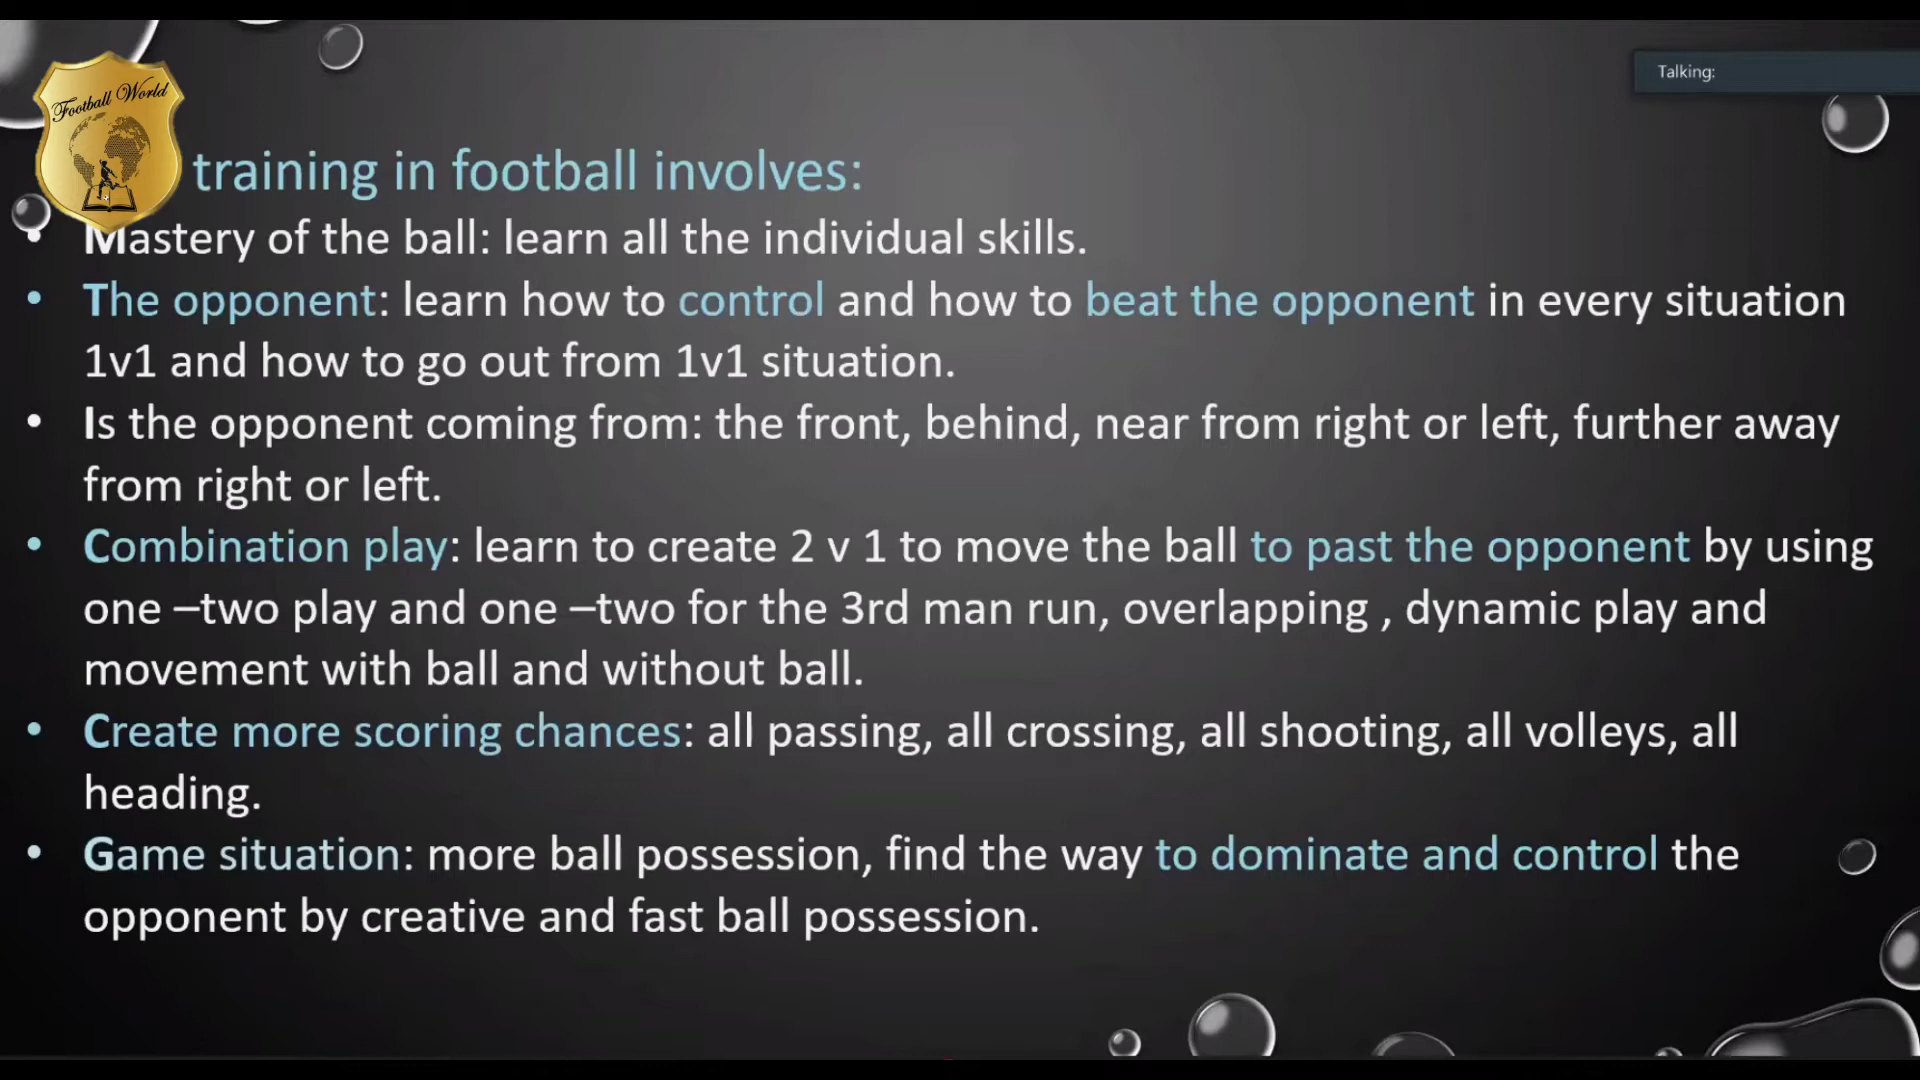 Football World
Talking:
training in football involves:
• Mastery of the ball: learn all the individual skills.
• The opponent: learn how to control and how to beat the opponent in every situation
1v1 and how to go out from 1v1 situation.
• Is the opponent coming from: the front, behind, near from right or left, further away
from right or left.
• Combination play: learn to create 2 v 1 to move the ball to past the opponent by using
one –two play and one –two for the 3rd man run, overlapping , dynamic play and
movement with ball and without ball.
• Create more scoring chances: all passing, all crossing, all shooting, all volleys, all
heading.
• Game situation: more ball possession, find the way to dominate and control the
opponent by creative and fast ball possession.